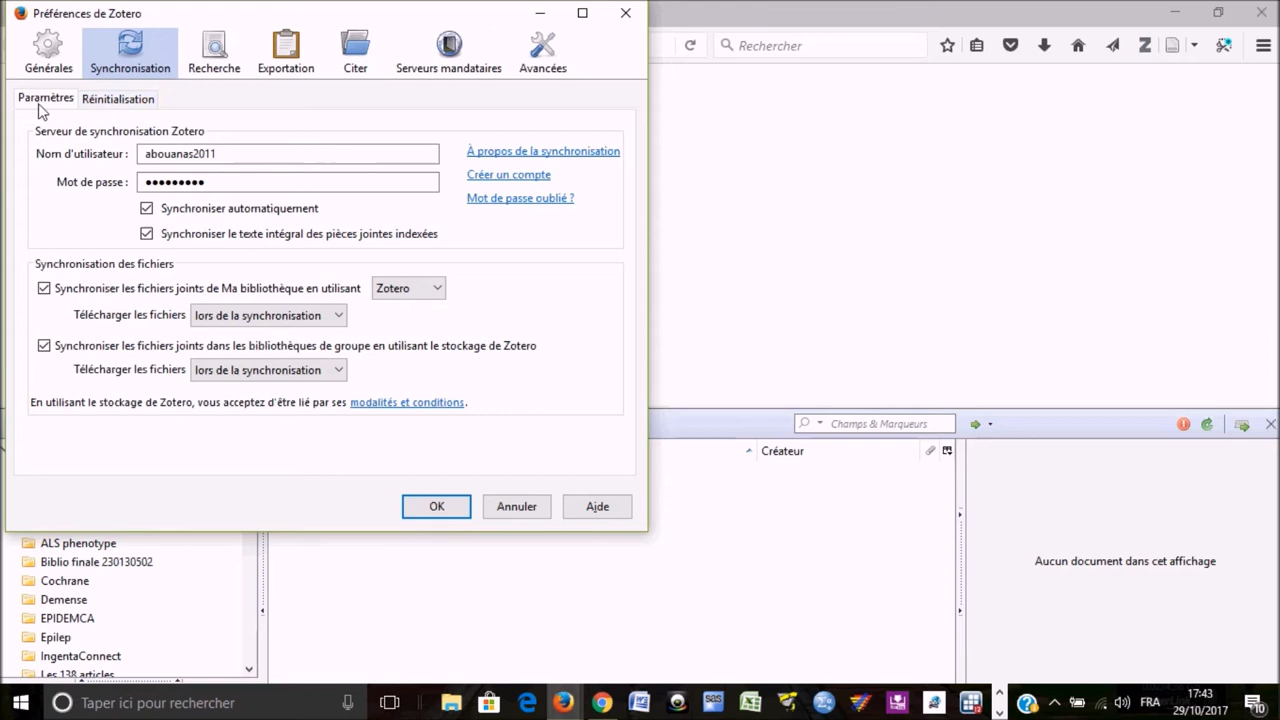 Préférences de Zotero
Rechercher
Générales
Synchronisation
Recherche
Exportation
Citer
Serveurs mandataires
Avancées
Paramètres
Réinitialisation
Serveur de synchronisation Zotero
Nom d'utilisateur : abouanas2011
À propos de la synchronisation
Mot de passe : •••••••••
Créer un compte
Mot de passe oublié ?
Synchroniser automatiquement
Synchroniser le texte intégral des pièces jointes indexées
Synchronisation des fichiers
Synchroniser les fichiers joints de Ma bibliothèque en utilisant Zotero
Télécharger les fichiers lors de la synchronisation
Synchroniser les fichiers joints dans les bibliothèques de groupe en utilisant le stockage de Zotero
Télécharger les fichiers lors de la synchronisation
En utilisant le stockage de Zotero, vous acceptez d'être lié par ses modalités et conditions.
OK
Annuler
Aide
Champs & Marqueurs
Créateur
ALS phenotype
Biblio finale 230130502
Cochrane
Demense
EPIDEMCA
Epilep
IngentaConnect
Les 138 articles
Aucun document dans cet affichage
Taper ici pour rechercher
SAS
FRA
17:43
29/10/2017
10